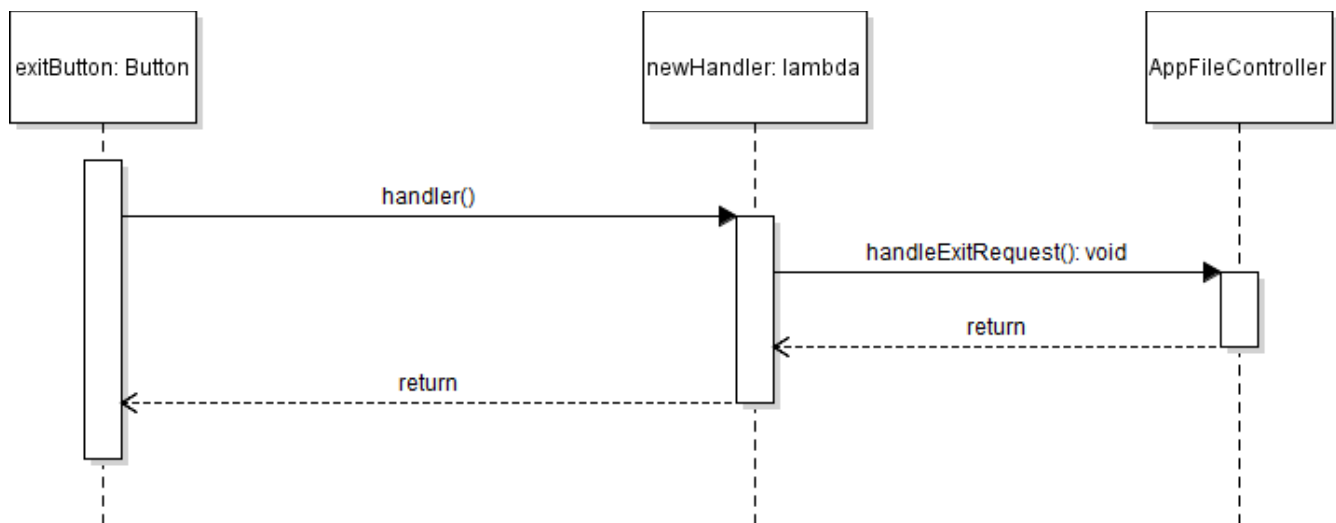 exitButton: Button
newHandler: lambda
AppFileController
handler()
handleExitRequest(): void
return
return